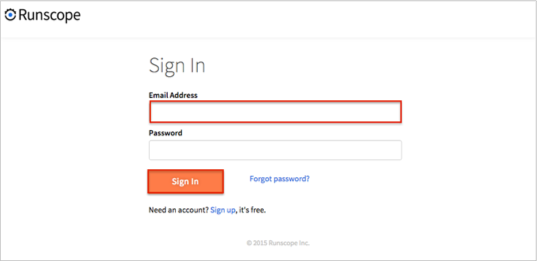 Runscope
Sign In
Email Address
Password
Sign In
Forgot password?
Need an account? Sign up, it's free.
© 2015 Runscope Inc.